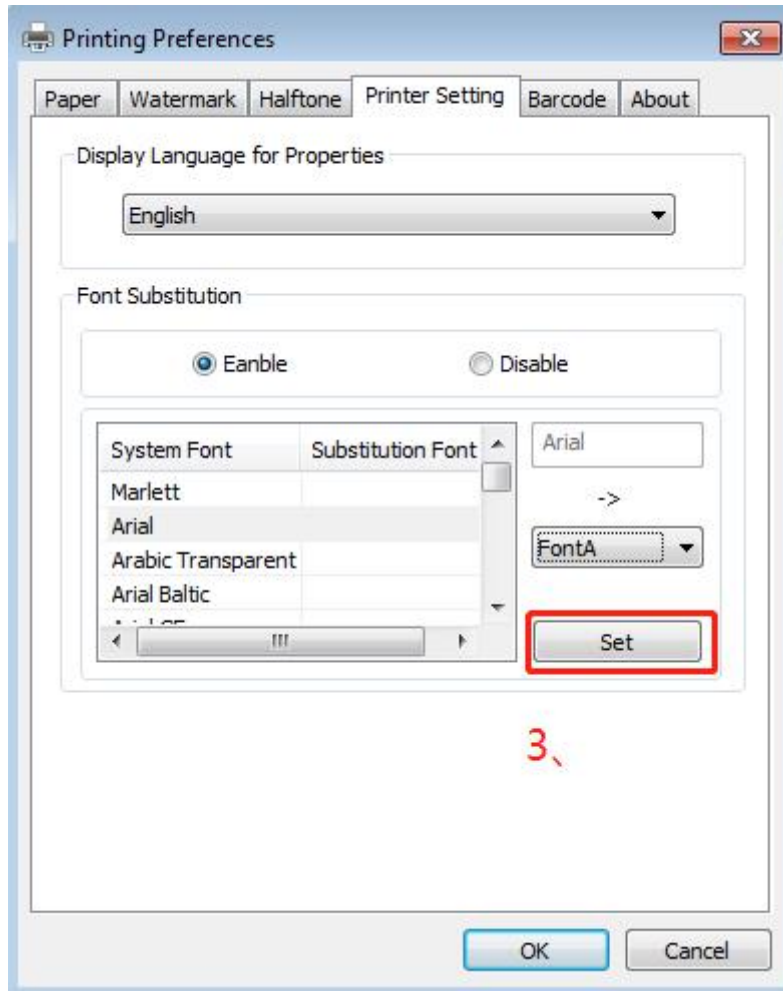 Printing Preferences
Paper Watermark Halftone Printer Setting Barcode About
Display Language for Properties
English
Font Substitution
Eanble Disable
System Font Substitution Font
Marlett
Arial
Arabic Transparent
Arial Baltic
Arial
->
FontA
Set
3、
OK Cancel